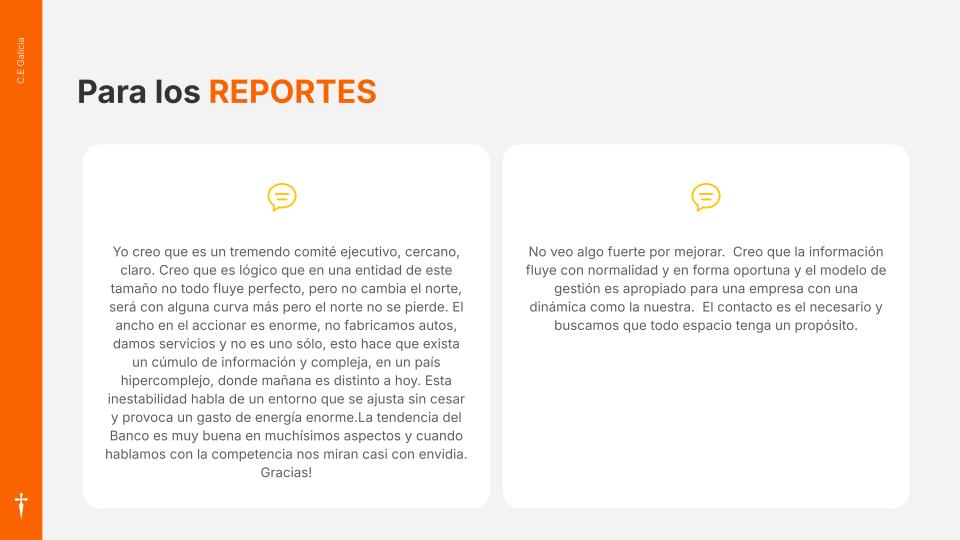 C.E Galicia
Para los REPORTES
Yo creo que es un tremendo comité ejecutivo, cercano,
claro. Creo que es lógico que en una entidad de este
tamaño no todo fluye perfecto, pero no cambia el norte,
será con alguna curva más pero el norte no se pierde. El
ancho en el accionar es enorme, no fabricamos autos,
damos servicios y no es uno sólo, esto hace que exista
un cúmulo de información y compleja, en un país
hipercomplejo, donde mañana es distinto a hoy. Esta
inestabilidad habla de un entorno que se ajusta sin cesar
y provoca un gasto de energía enorme.La tendencia del
Banco es muy buena en muchísimos aspectos y cuando
hablamos con la competencia nos miran casi con envidia.
Gracias!
No veo algo fuerte por mejorar.  Creo que la información
fluye con normalidad y en forma oportuna y el modelo de
gestión es apropiado para una empresa con una
dinámica como la nuestra.  El contacto es el necesario y
buscamos que todo espacio tenga un propósito.